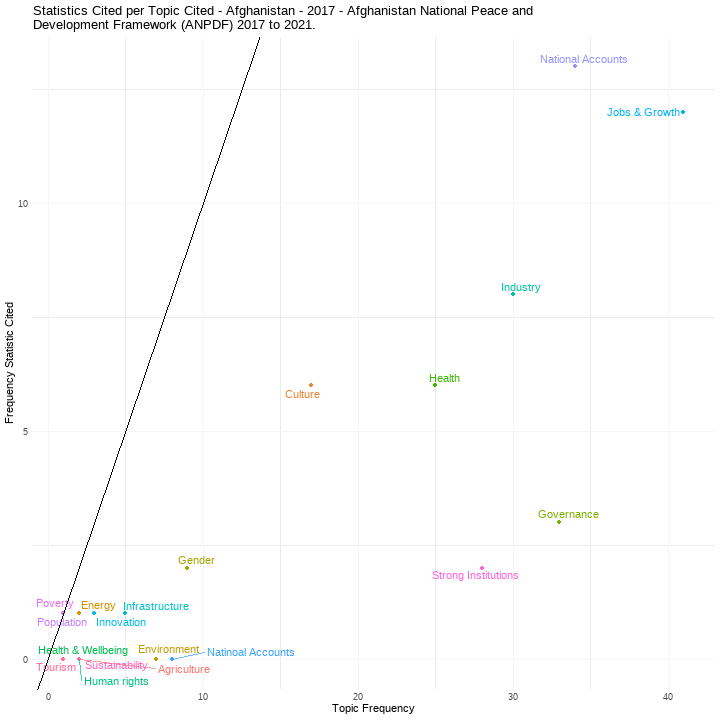 Statistics Cited per Topic Cited - Afghanistan - 2017 - Afghanistan National Peace and
Development Framework (ANPDF) 2017 to 2021.
National Accounts
Jobs & Growth
10
Industry
Health
Culture
Frequency Statistic Cited
5
Governance
Gender
Strong Institutions
Poverty
Energy
Infrastructure
Population
Innovation
Health & Wellbeing
Environment
Natinoal Accounts
0
Tourism
Sustainability
Agriculture
Human rights
0
10
20
30
40
Topic Frequency